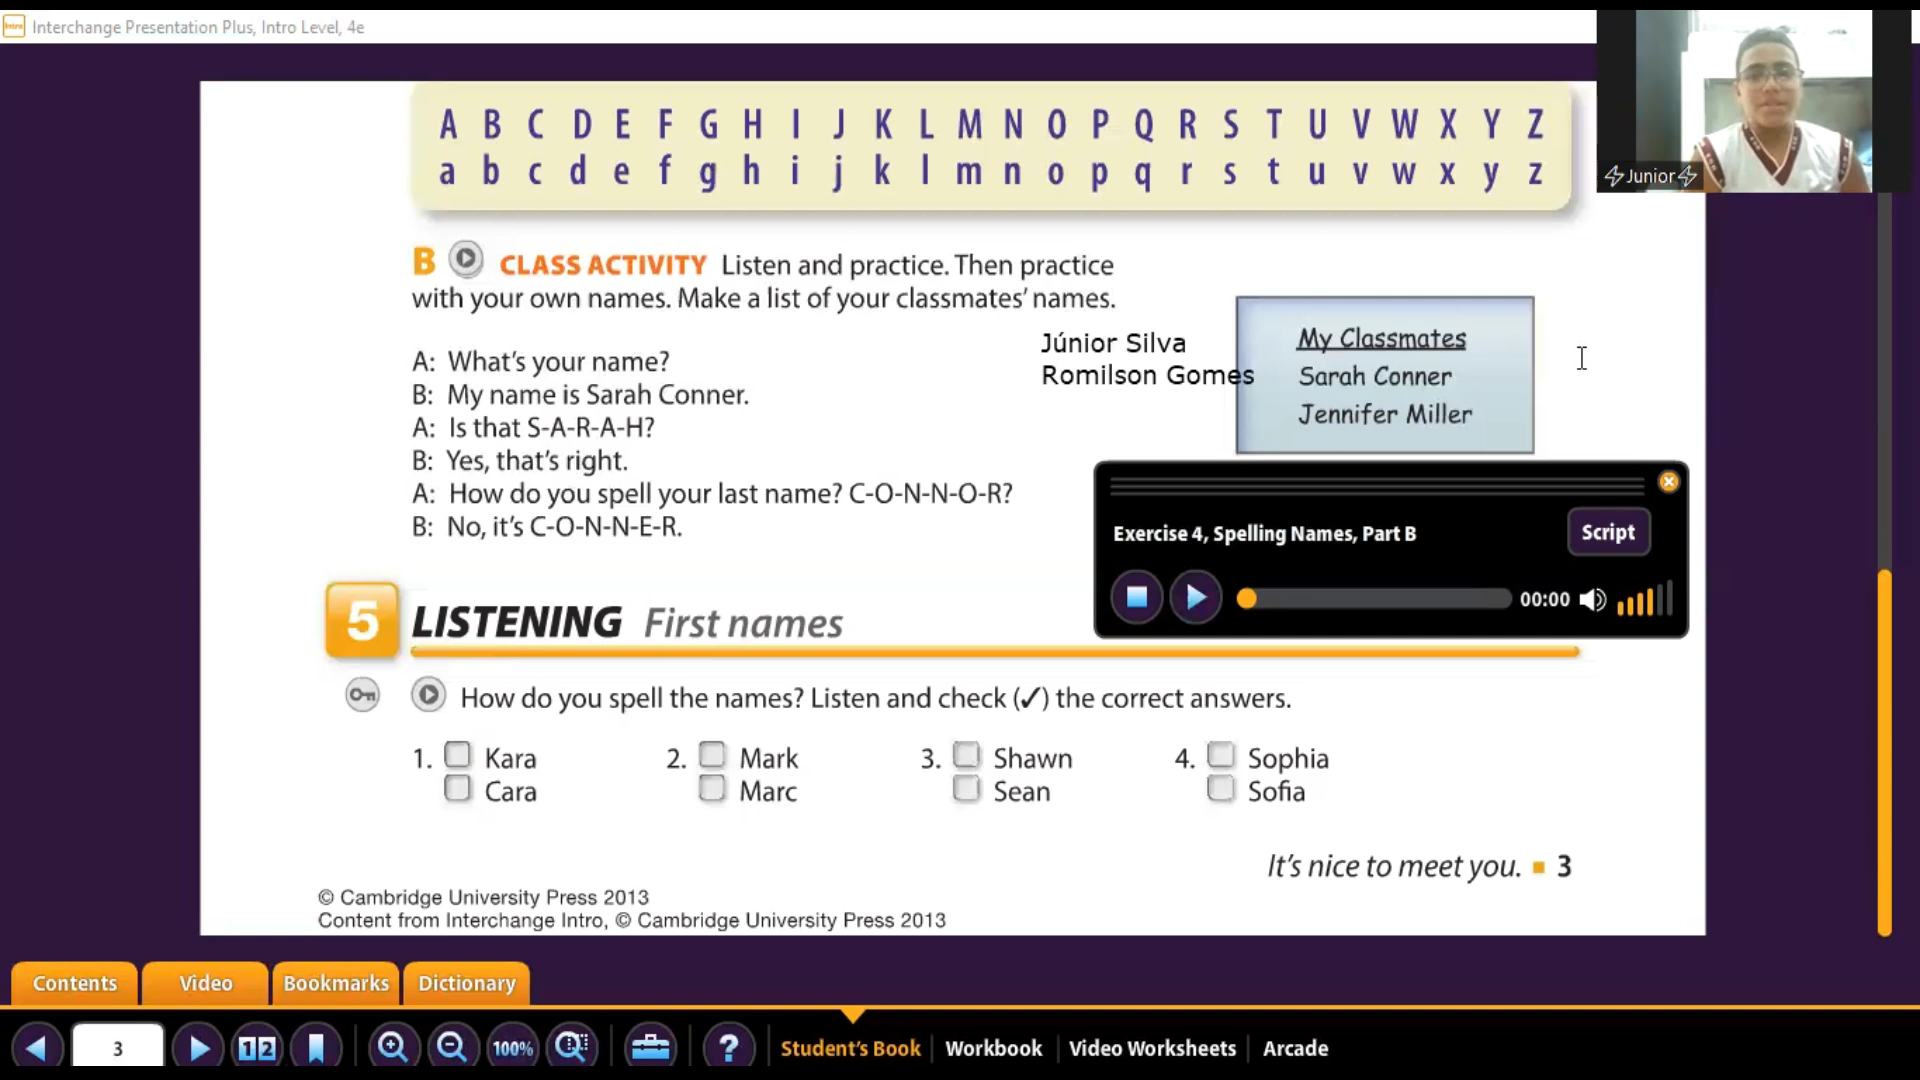 Interchange Presentation Plus, Intro Level, 4e
A B C D E F G H I J K L M N O P Q R S T U V W X Y Z
a b c d e f g h i j k l m n o p q r s t u v w x y z
Junior
B CLASS ACTIVITY Listen and practice. Then practice
with your own names. Make a list of your classmates' names.
A: What's your name?
B: My name is Sarah Conner.
A: Is that S-A-R-A-H?
B: Yes, that's right.
A: How do you spell your last name? C-O-N-N-O-R?
B: No, it's C-O-N-N-E-R.
Júnior Silva
Romilson Gomes
My Classmates
Sarah Conner
Jennifer Miller
Exercise 4, Spelling Names, Part B
Script
00:00
5 LISTENING First names
How do you spell the names? Listen and check (✓) the correct answers.
1. Kara
Cara
2. Mark
Marc
3. Shawn
Sean
4. Sophia
Sofia
It's nice to meet you. ■ 3
© Cambridge University Press 2013
Content from Interchange Intro, © Cambridge University Press 2013
Contents Video Bookmarks Dictionary
3 12 100% ? Student's Book Workbook Video Worksheets Arcade